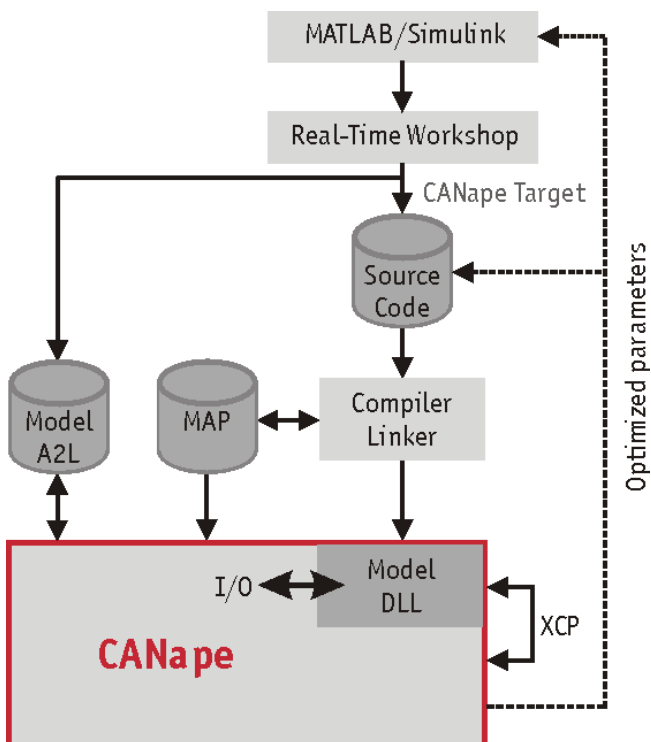 MATLAB/Simulink
Real-Time Workshop
CANape Target
Source
Code
Optimized parameters
Model
A2L
MAP
Compiler
Linker
I/O
Model
DLL
XCP
CANape